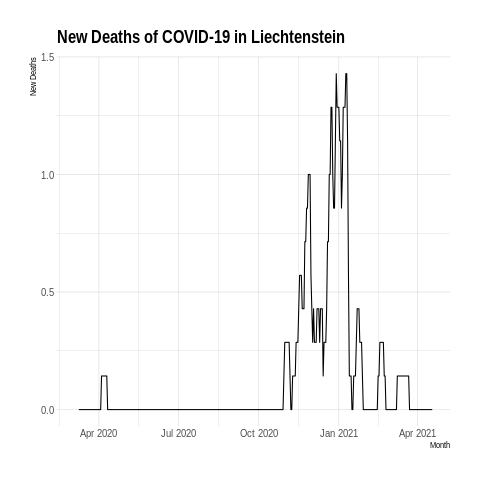 New Deaths of COVID-19 in Liechtenstein
New Deaths
1.5
1.0
0.5
0.0
Apr 2020 Jul 2020 Oct 2020 Jan 2021 Apr 2021
Month